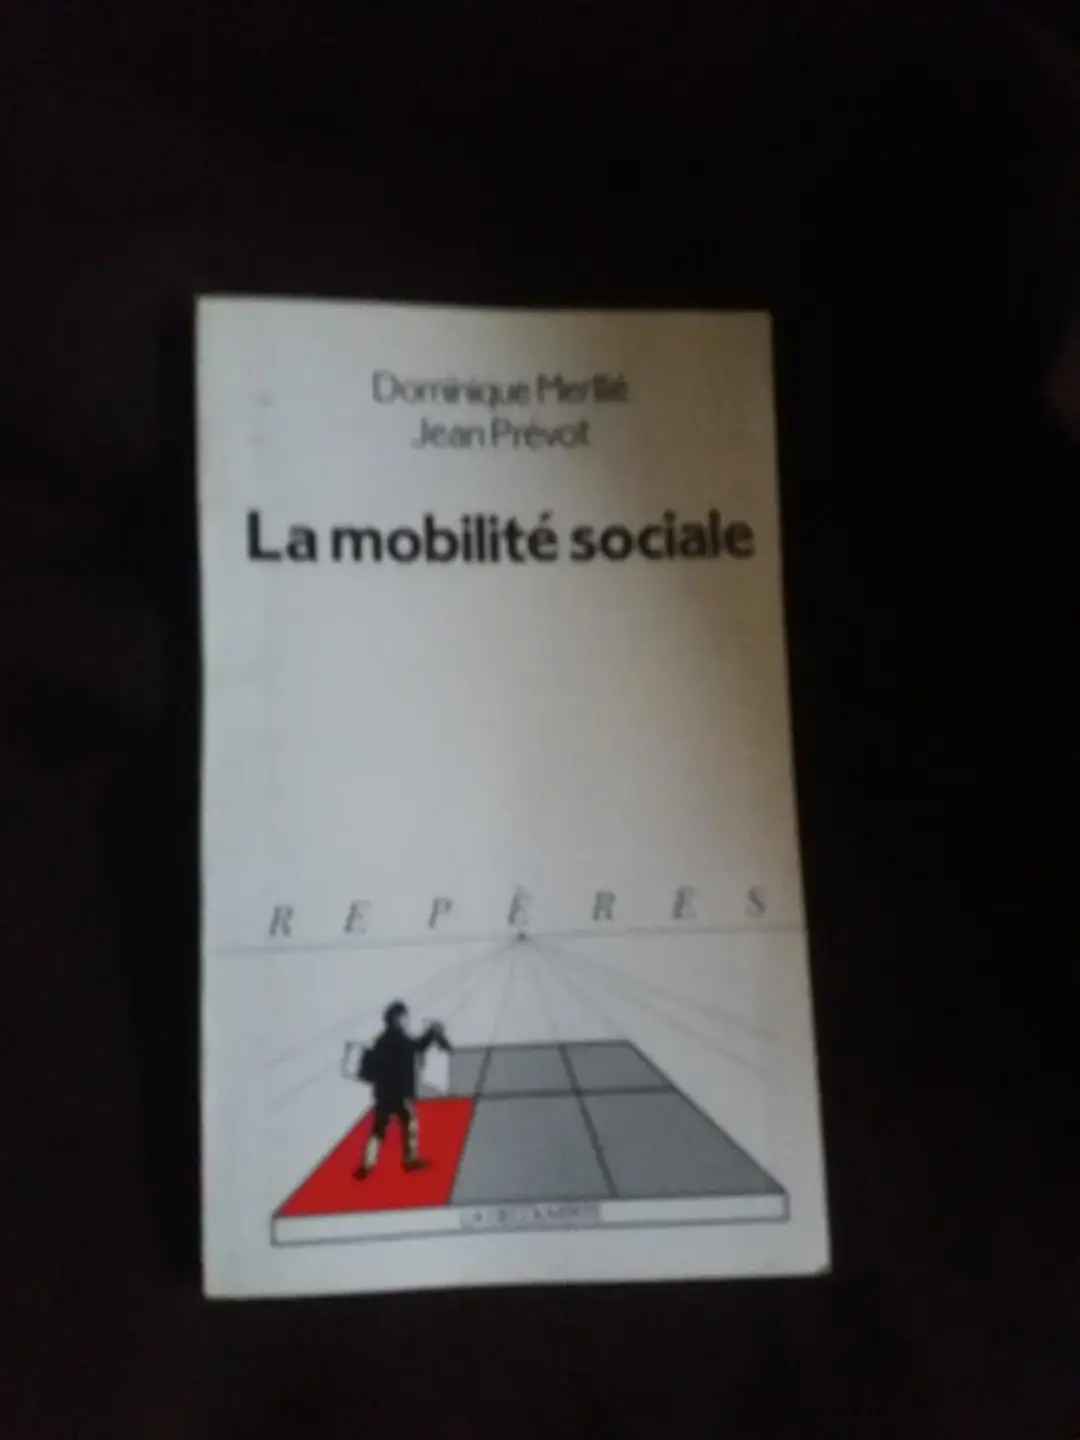 Dominique Merllié
Jean Prévot
La mobilité sociale
REPÈRES